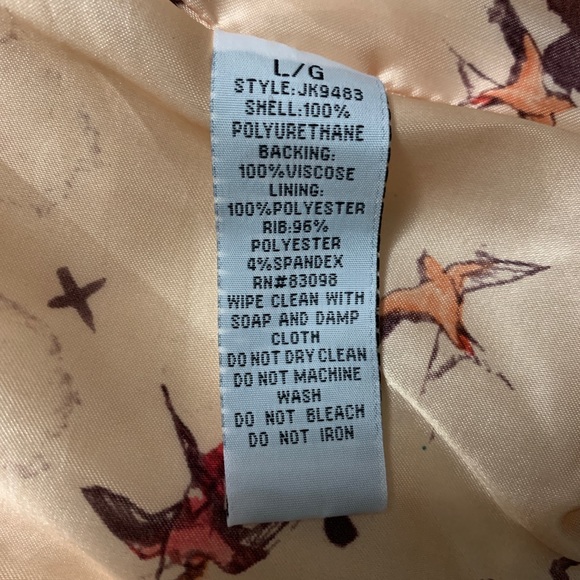 L/G
STYLE:JK9483
SHELL:100%
POLYURETHANE
BACKING:
100%VISCOSE
LINING:
100%POLYESTER
RIB:96%
POLYESTER
4%SPANDEX
RN#83098
WIPE CLEAN WITH
SOAP AND DAMP
CLOTH
DO NOT DRY CLEAN
DO NOT MACHINE
WASH
DO NOT BLEACH
DO NOT IRON